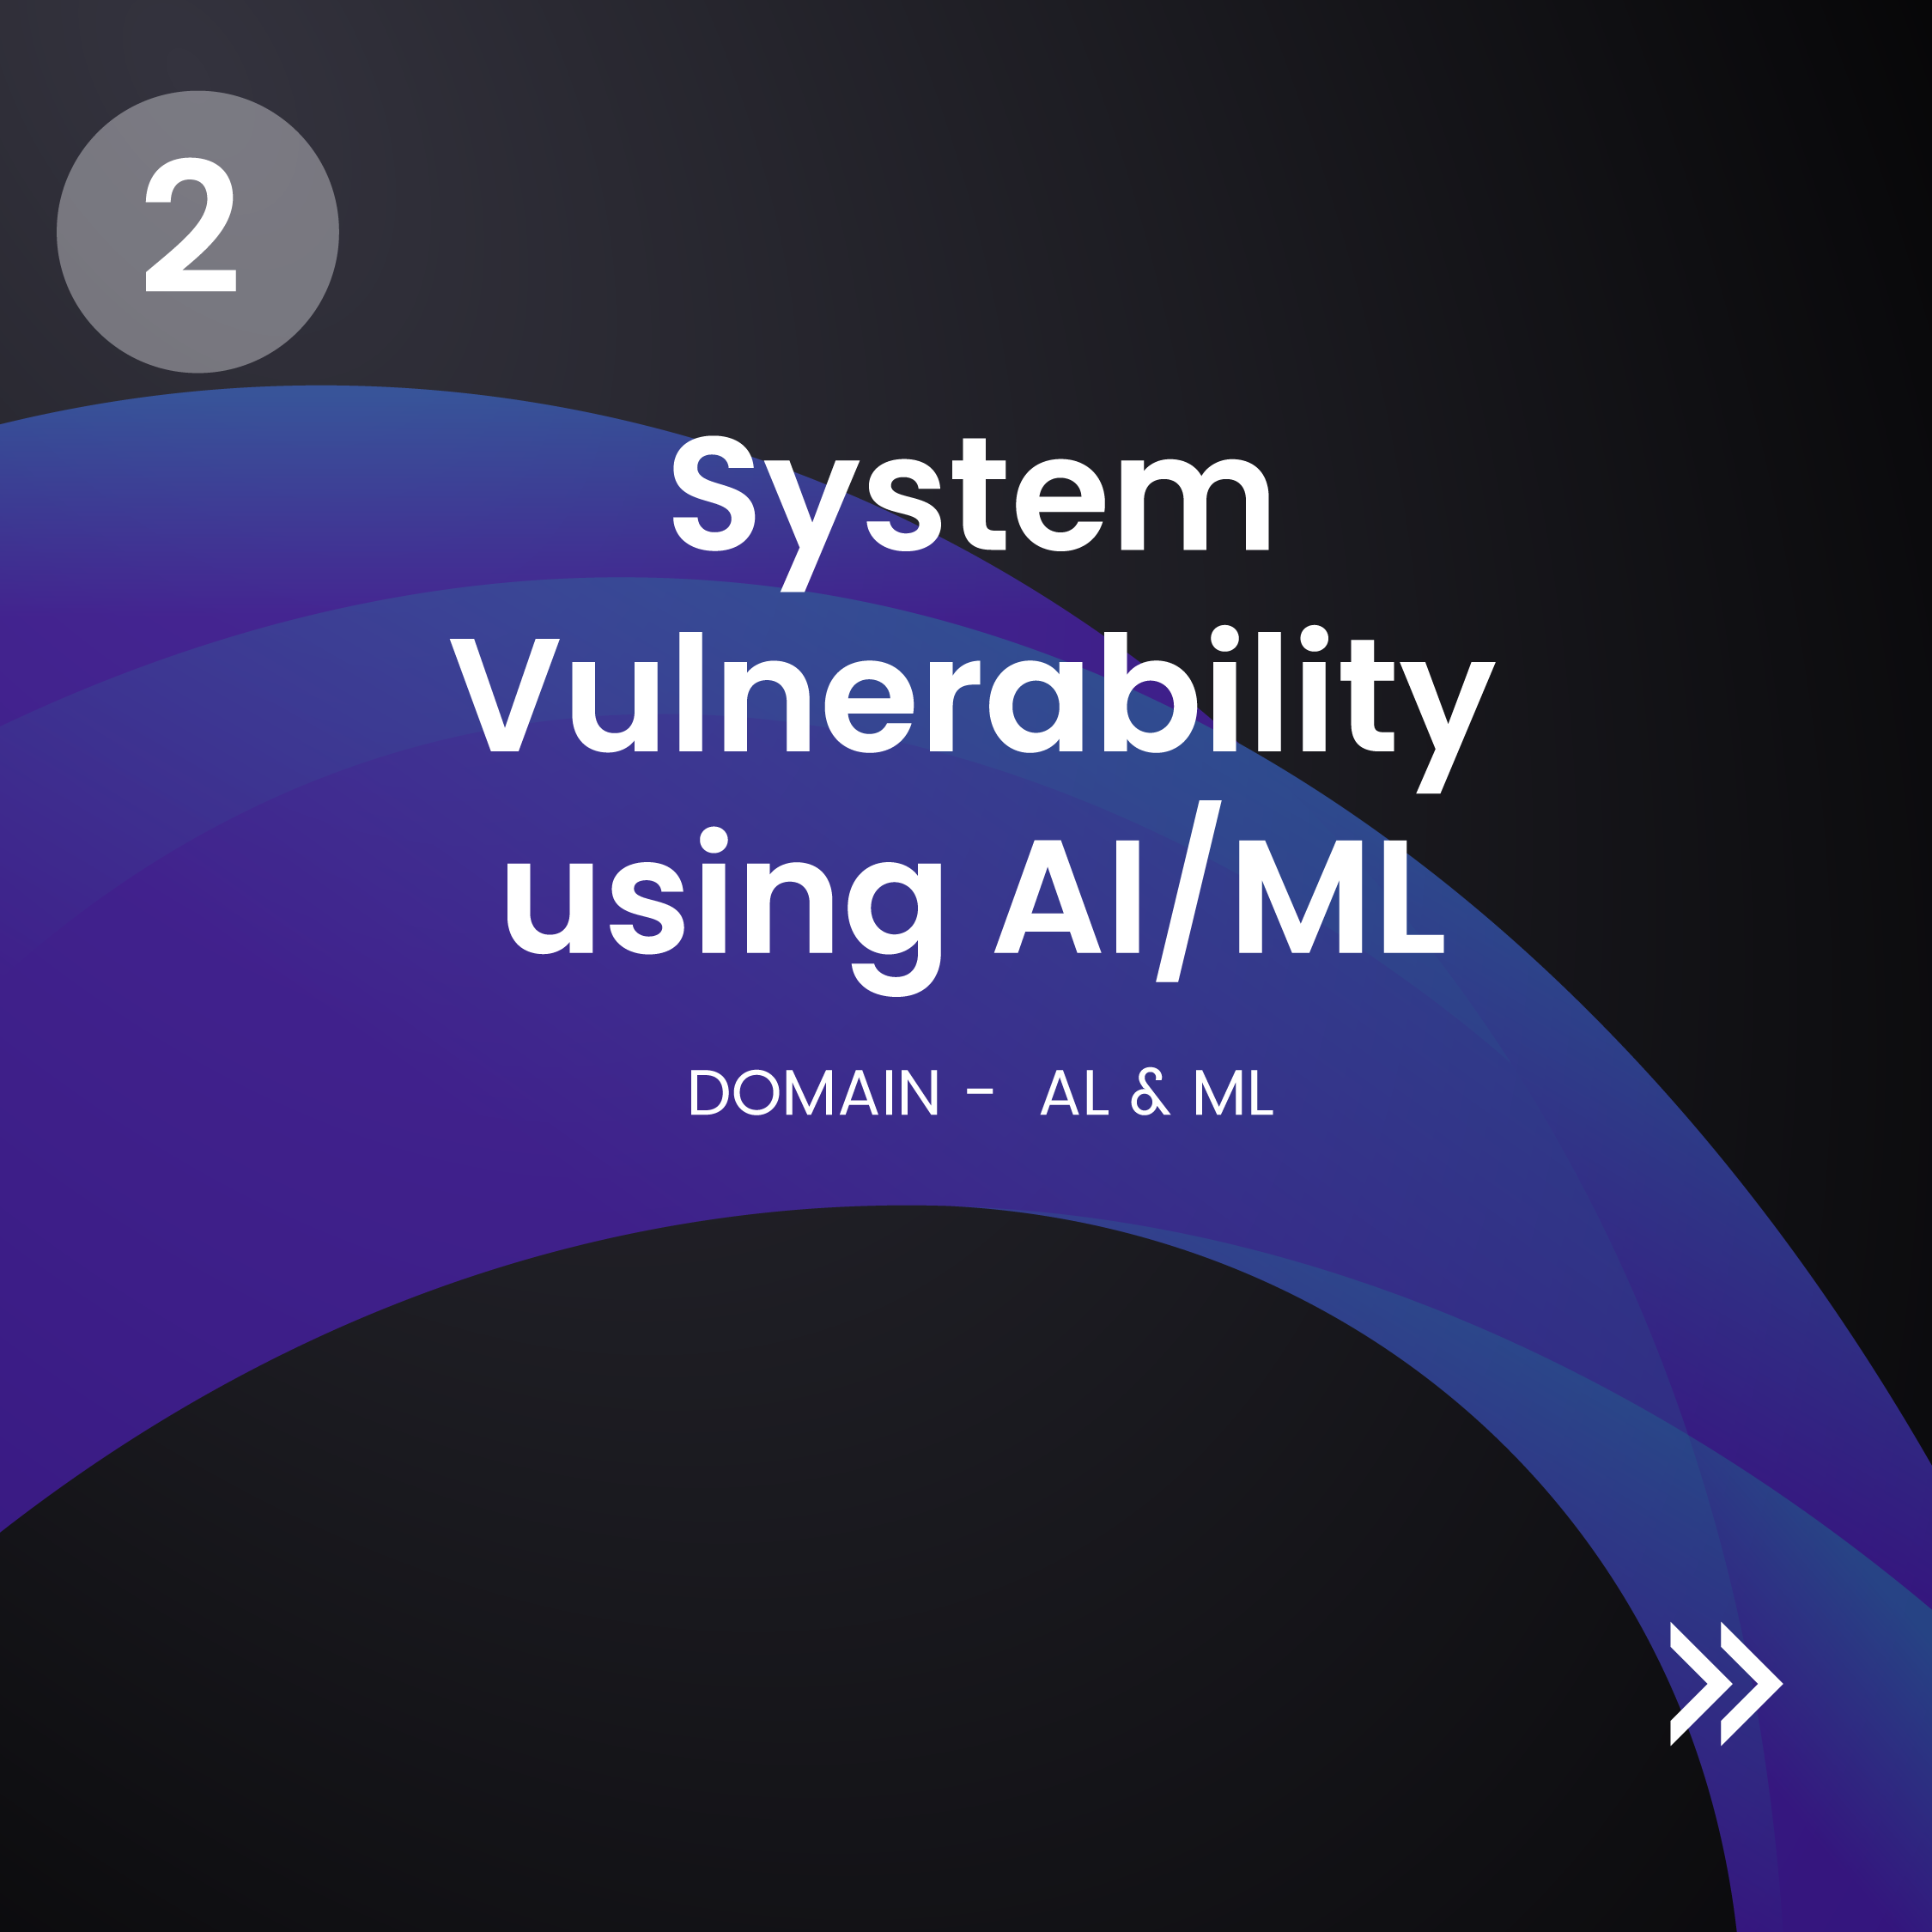 2
System
Vulnerability
using AI/ML
DOMAIN - AL & ML